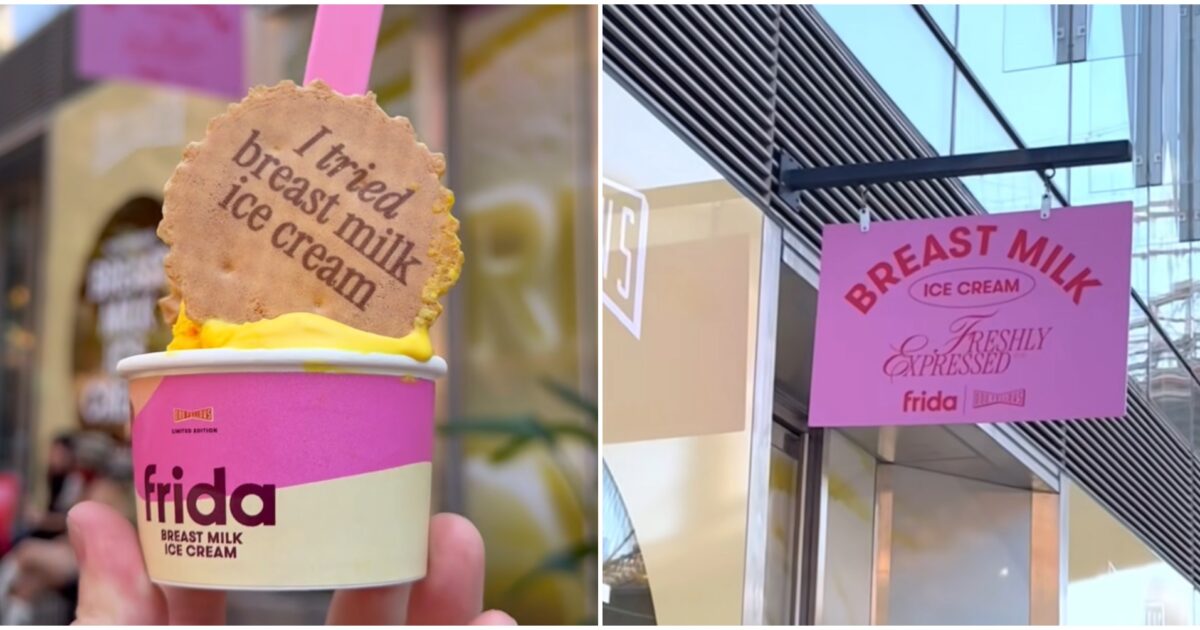 I tried
breast milk
ice cream
LIMITED EDITION
frida
BREAST MILK
ICE CREAM
BREAST MILK
ICE CREAM
FRESHLY
EXPRESSED
frida